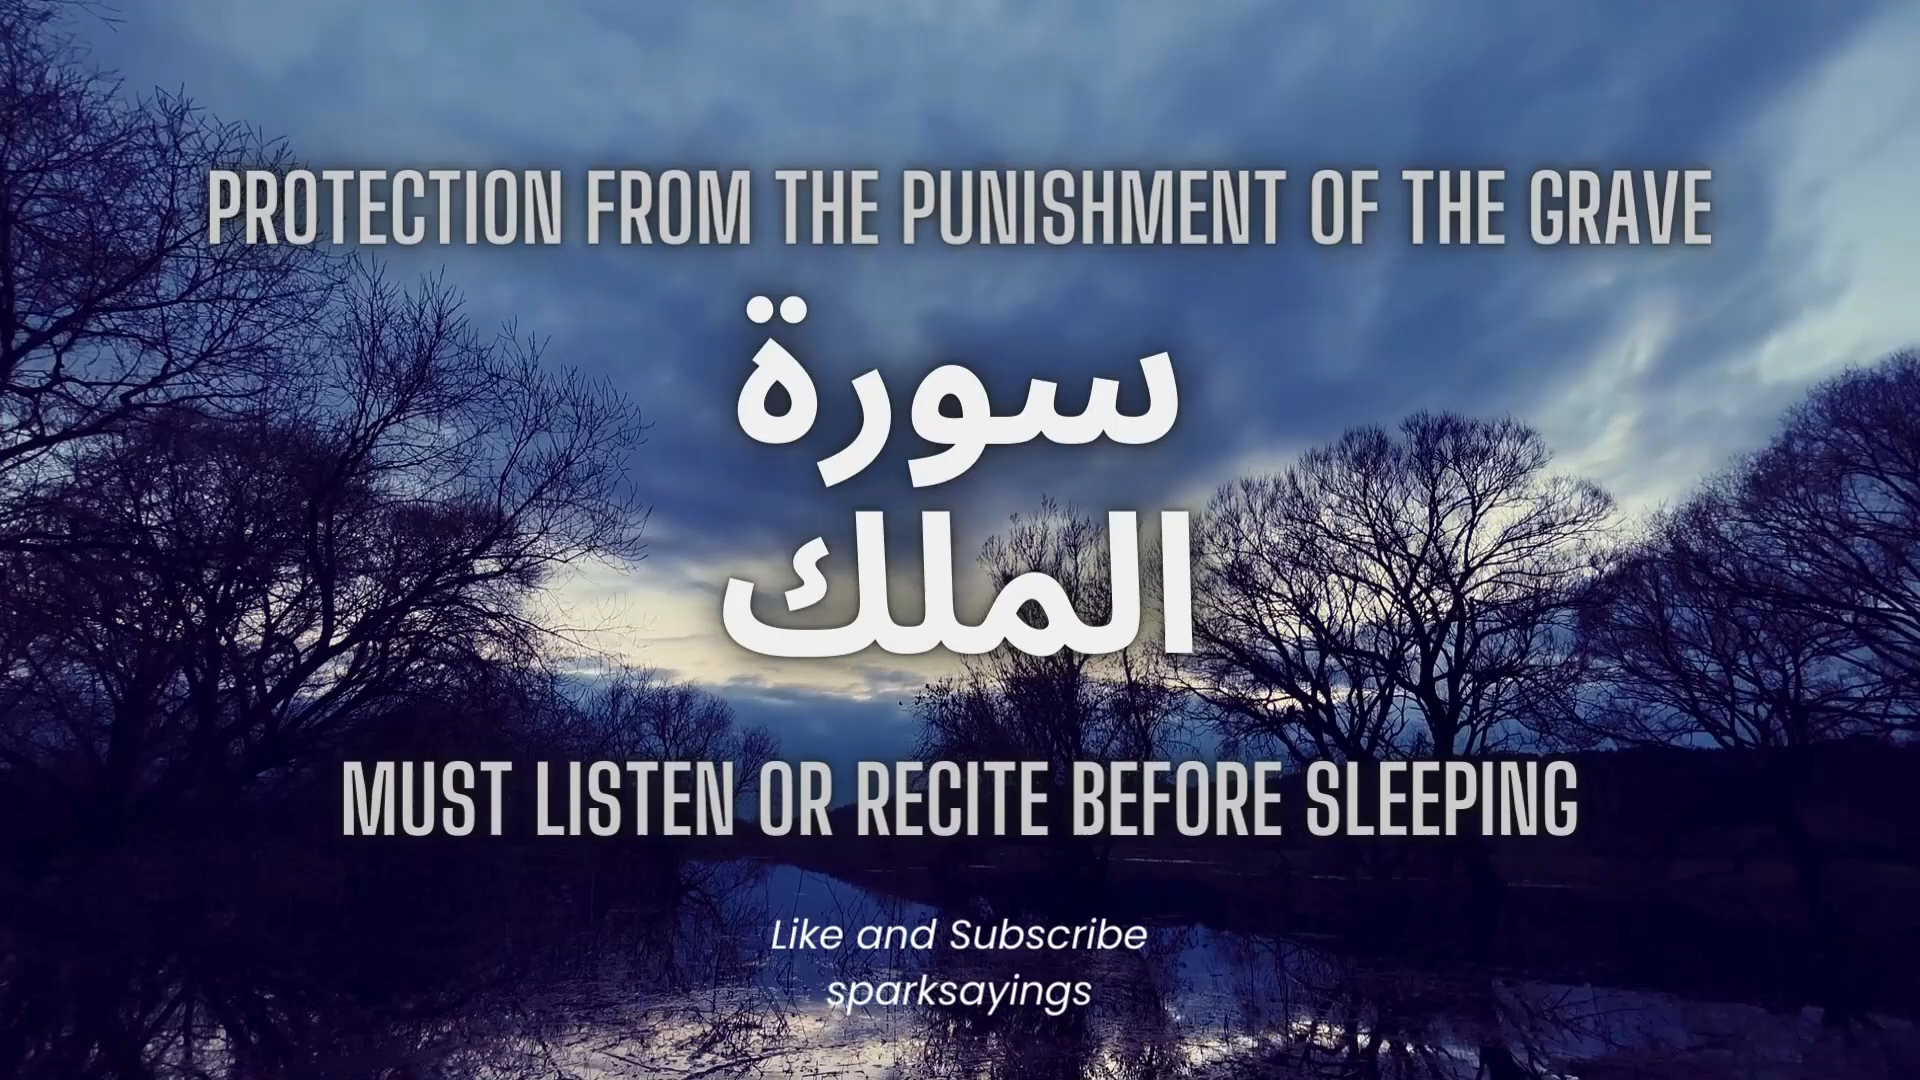 PROTECTION FROM THE PUNISHMENT OF THE GRAVE
سورة
الملك
MUST LISTEN OR RECITE BEFORE SLEEPING
Like and Subscribe
sparksayings